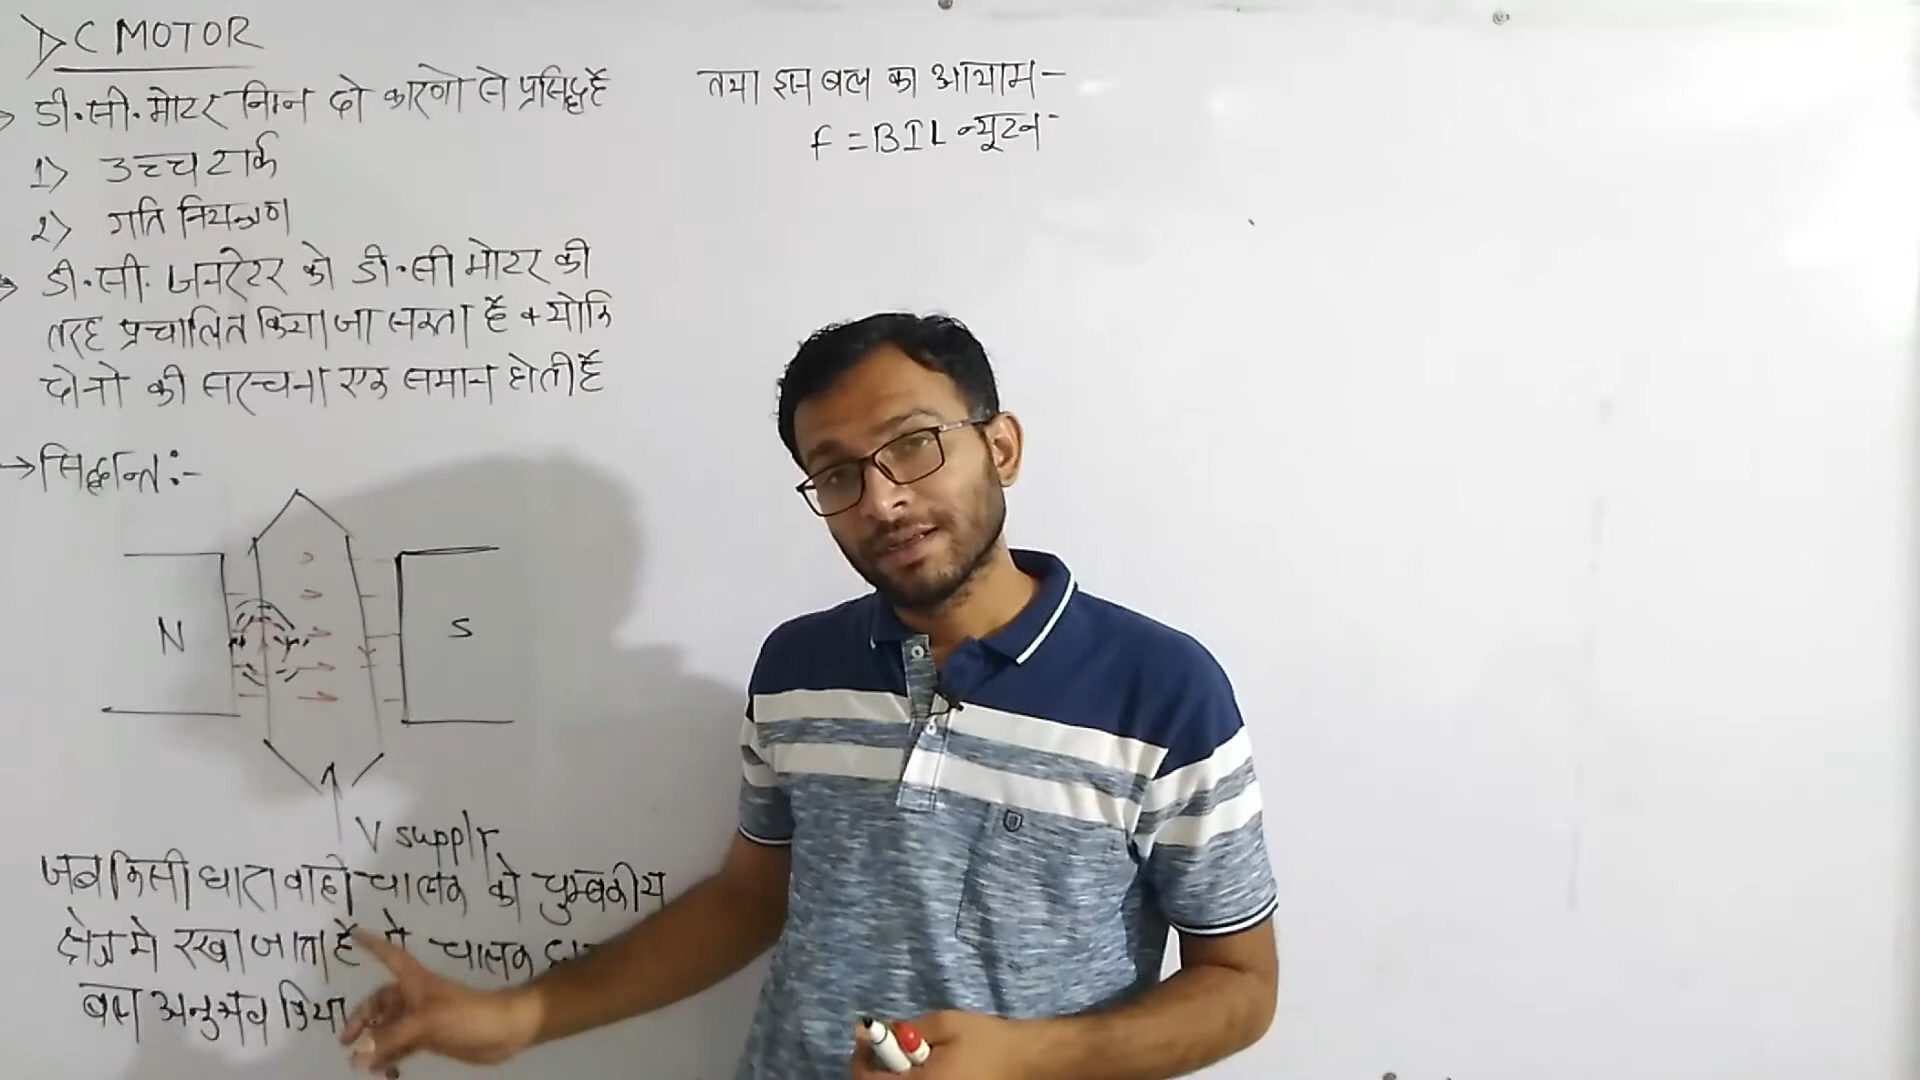 DC MOTOR
डी.सी. मोटर निम्न दो कारणो से प्रसिद्ध है
1> उच्च टार्क
2> गति नियन्त्रण
डी.सी. जनरेटर को डी.सी मोटर की
तरह प्रचालित किया जा सकता है क्योकि
दोनो की सरचना एक समान होती है
→ सिद्धान्त :-
N
S
V supply
जब किसी धारा वाही चालक को चुम्बकीय
क्षेत्र मे रखा जाता है तो चालक
बल अनुभव किया
तथा इस बल का आयाम -
f = BIL न्यूटन